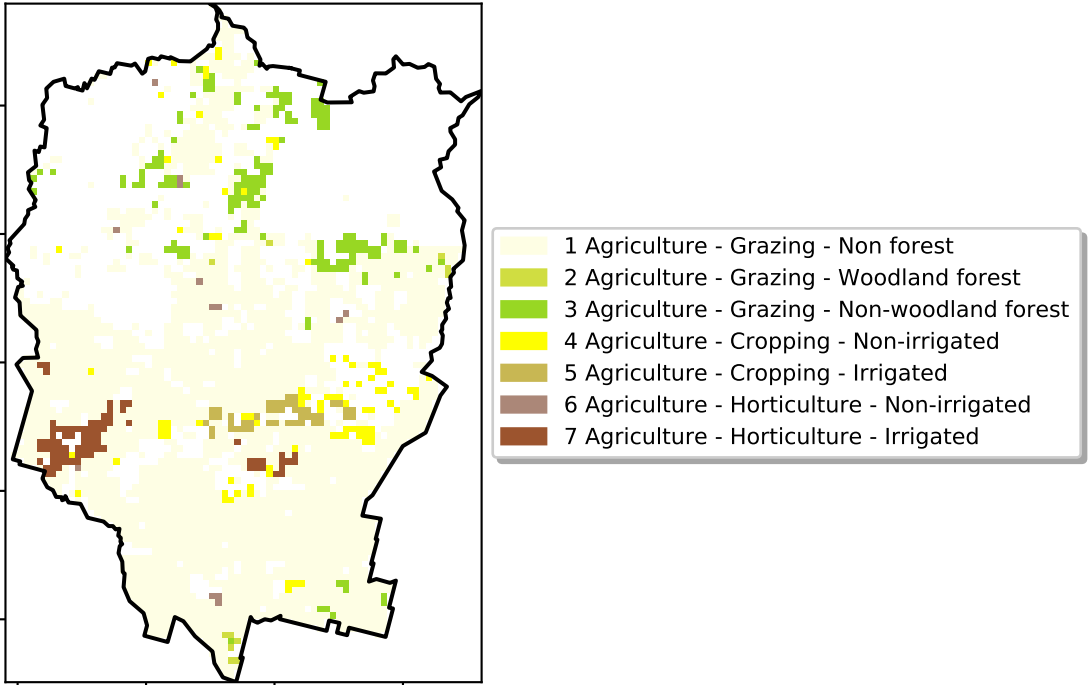 1 Agriculture - Grazing - Non forest
2 Agriculture - Grazing - Woodland forest
3 Agriculture - Grazing - Non-woodland forest
4 Agriculture - Cropping - Non-irrigated
5 Agriculture - Cropping - Irrigated
6 Agriculture - Horticulture - Non-irrigated
7 Agriculture - Horticulture - Irrigated